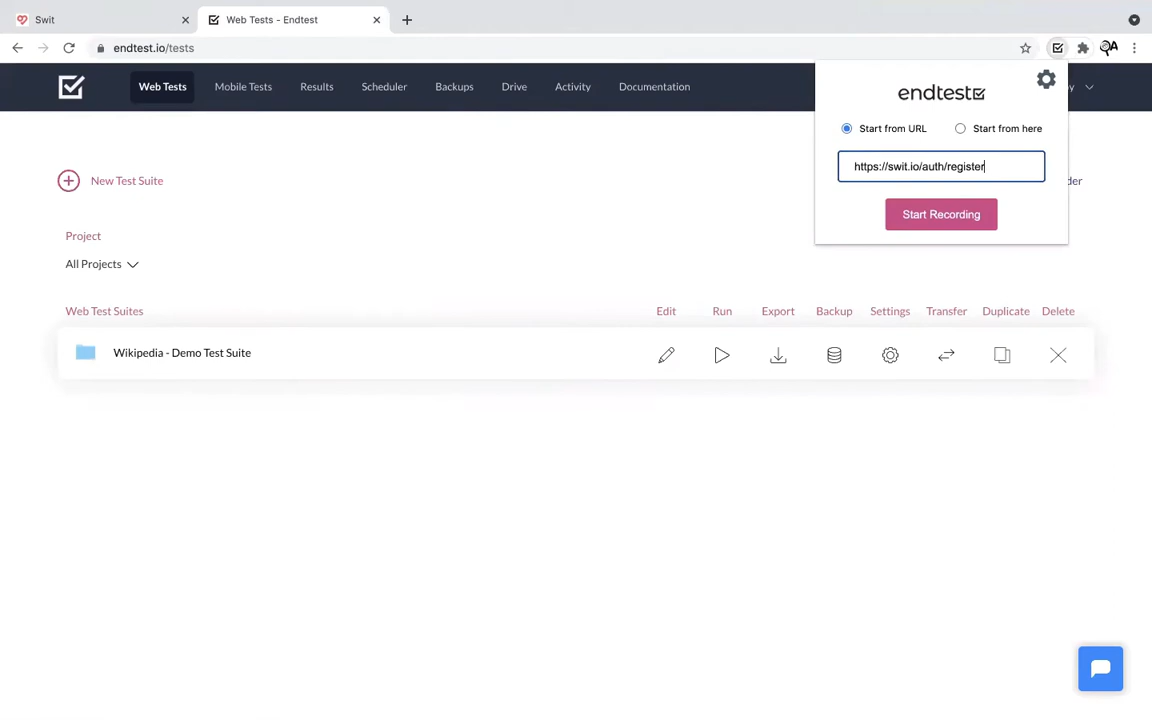 Swit
Web Tests - Endtest
endtest.io/tests
Web Tests
Mobile Tests
Results
Scheduler
Backups
Drive
Activity
Documentation
endtest
Start from URL
Start from here
https://swit.io/auth/register
Start Recording
New Test Suite
Project
All Projects
Web Test Suites
Edit
Run
Export
Backup
Settings
Transfer
Duplicate
Delete
Wikipedia - Demo Test Suite